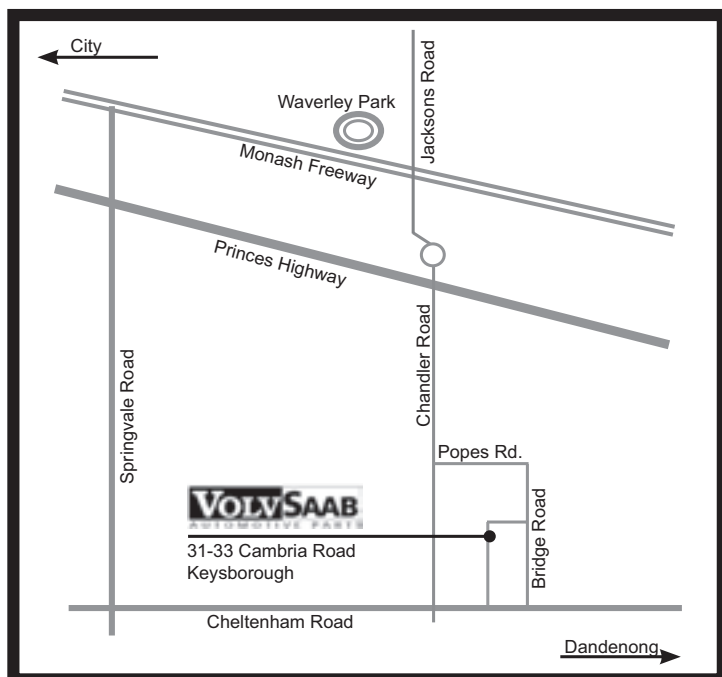 City
Waverley Park
Jacksons Road
Monash Freeway
Princes Highway
Springvale Road
Chandler Road
Popes Rd.
Bridge Road
VOLVSAAB
AUTOMOTIVE PARTS
31-33 Cambria Road
Keysborough
Cheltenham Road
Dandenong